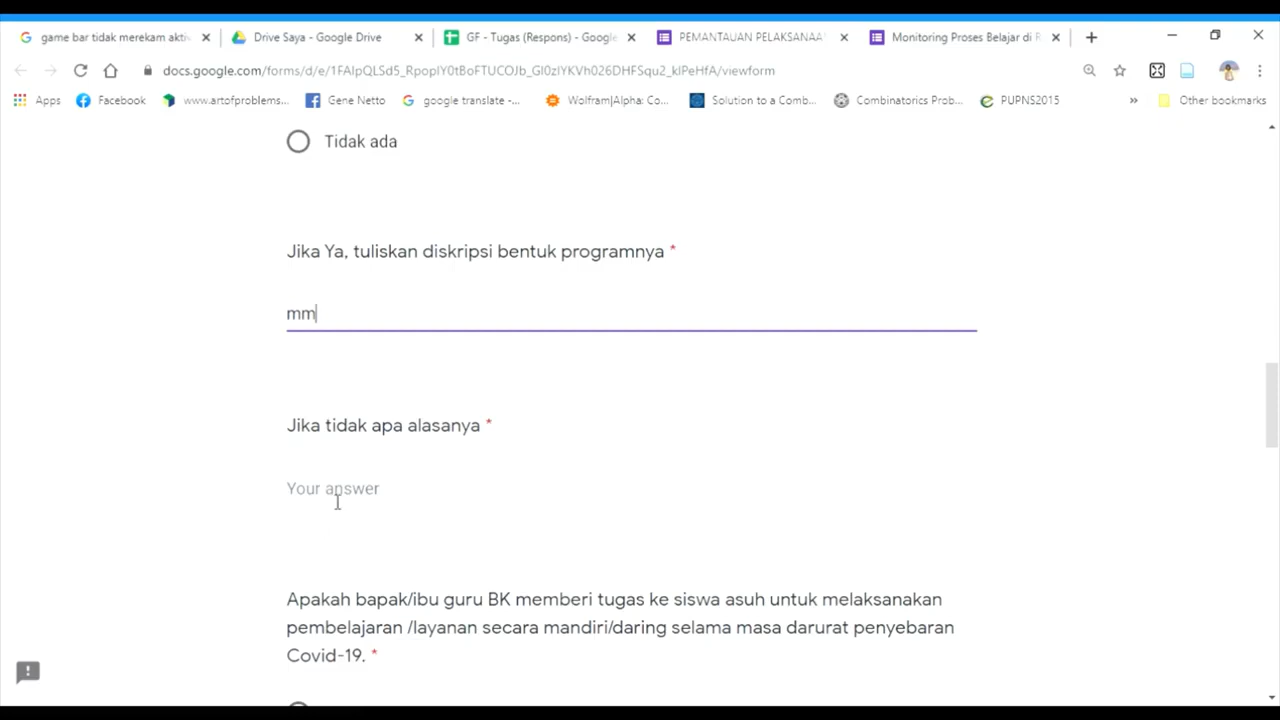 game bar tidak merekam akti
Drive Saya - Google Drive
GF - Tugas (Respons) - Google
PEMANTAUAN PELAKSANAAN
Monitoring Proses Belajar di R
docs.google.com/forms/d/e/1FAIpQLSd5_RpopIY0tBoFTUCOJb_GI0zIYKVh026DHFSqu2_kIPeHfA/viewform
Apps
Facebook
www.artofproblems...
Gene Netto
google translate -...
Wolfram|Alpha: Co...
Solution to a Comb...
Combinatorics Prob...
PUPNS2015
»
Other bookmarks
Tidak ada
Jika Ya, tuliskan diskripsi bentuk programnya *
mm
Jika tidak apa alasanya *
Your answer
Apakah bapak/ibu guru BK memberi tugas ke siswa asuh untuk melaksanakan
pembelajaran /layanan secara mandiri/daring selama masa darurat penyebaran
Covid-19. *